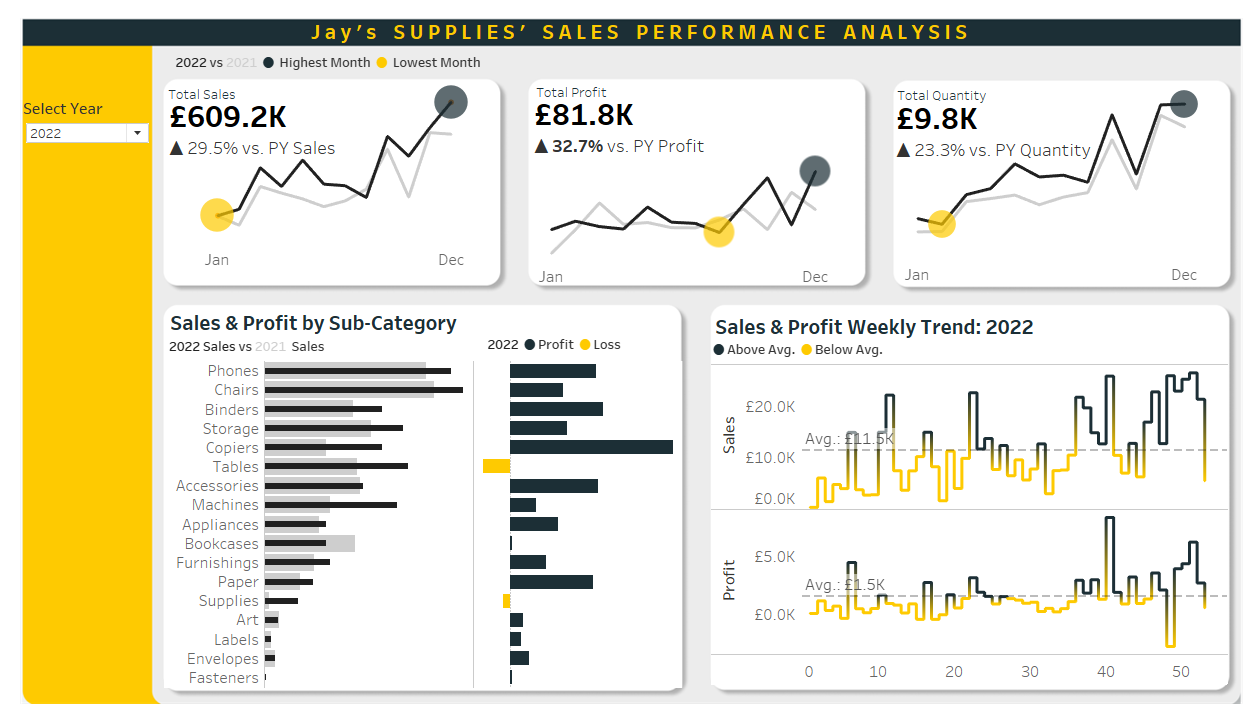 Jay's SUPPLIES' SALES PERFORMANCE ANALYSIS
2022 vs 2021 Highest Month Lowest Month
Select Year
2022
Total Sales
£609.2K
▲ 29.5% vs. PY Sales
Jan Dec
Total Profit
£81.8K
▲ 32.7% vs. PY Profit
Jan Dec
Total Quantity
£9.8K
▲ 23.3% vs. PY Quantity
Jan Dec
Sales & Profit by Sub-Category
2022 Sales vs 2021 Sales
2022 Profit Loss
Phones
Chairs
Binders
Storage
Copiers
Tables
Accessories
Machines
Appliances
Bookcases
Furnishings
Paper
Supplies
Art
Labels
Envelopes
Fasteners
Sales & Profit Weekly Trend: 2022
Above Avg. Below Avg.
Sales
£20.0K
Avg.: £11.5K
£10.0K
£0.0K
Profit
£5.0K
Avg.: £1.5K
£0.0K
0 10 20 30 40 50